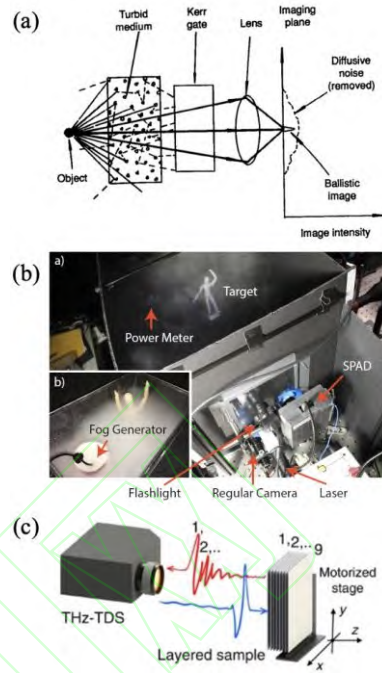 (a)
Turbid
medium
Kerr
gate
Lens
Imaging
plane
Diffusive
noise
(removed)
Object
Ballistic
image
Image intensity
(b)
a)
Target
Power Meter
SPAD
b)
Fog Generator
Flashlight
Regular Camera
Laser
(c)
1,
2,..
1,2,..
9
Motorized
stage
y
z
x
THz-TDS
Layered sample